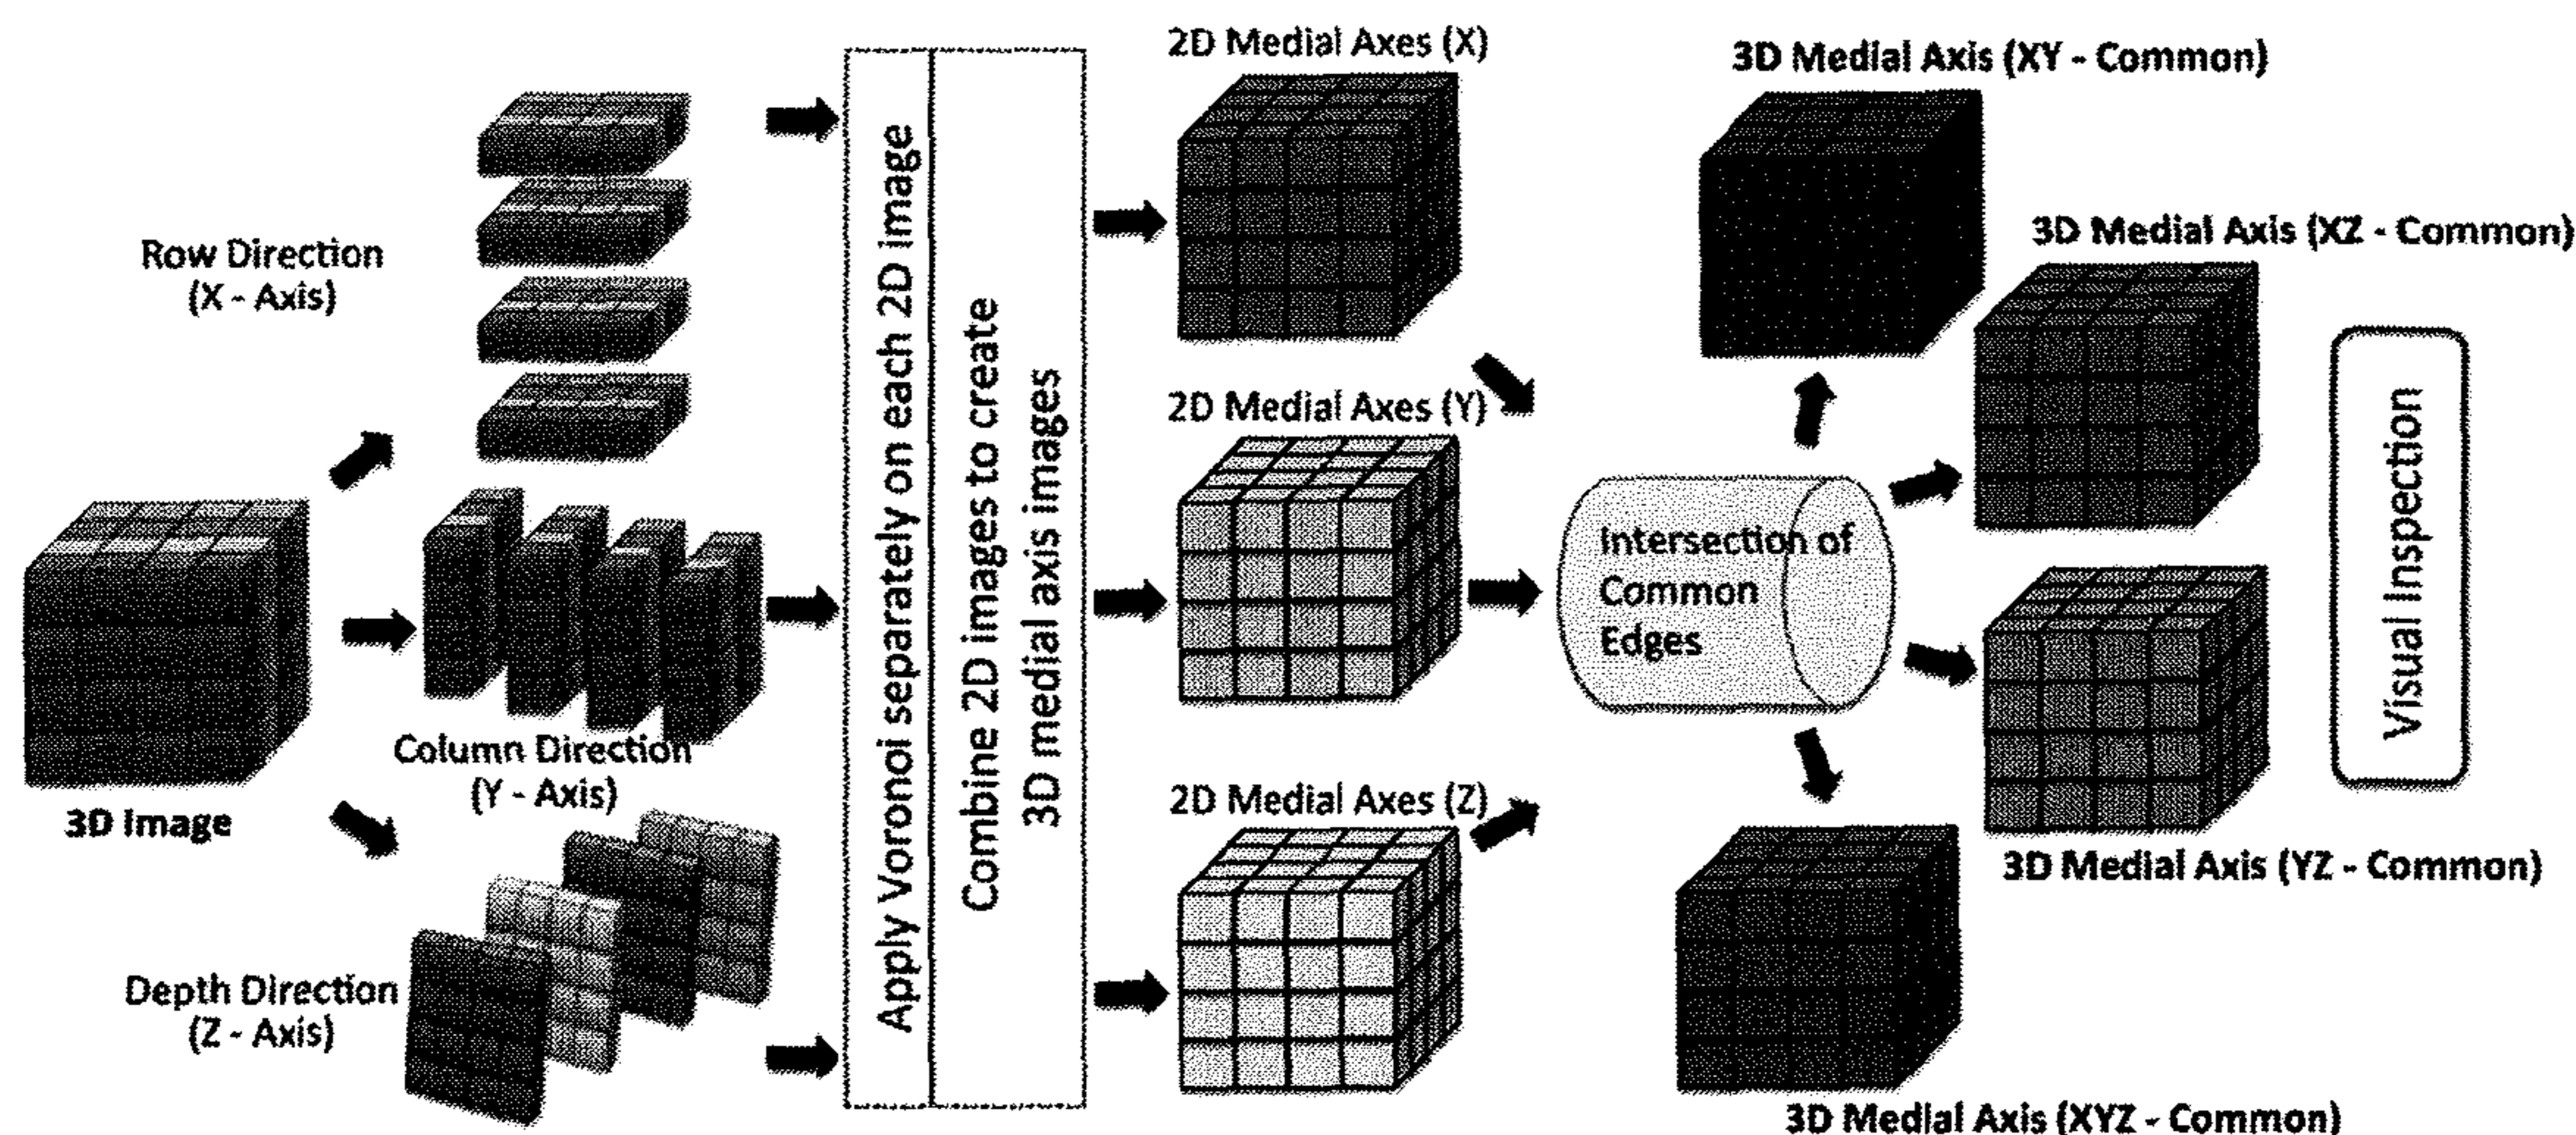 2D Medial Axes (X)
3D Medial Axis (XY - Common)
Row Direction
(X - Axis)
3D Medial Axis (XZ - Common)
Apply Voronoi separately on each 2D image
Combine 2D images to create
3D medial axis images
2D Medial Axes (Y)
Visual Inspection
Intersection of
Common
Edges
Column Direction
(Y - Axis)
3D Image
2D Medial Axes (Z)
3D Medial Axis (YZ - Common)
Depth Direction
(Z - Axis)
3D Medial Axis (XYZ - Common)